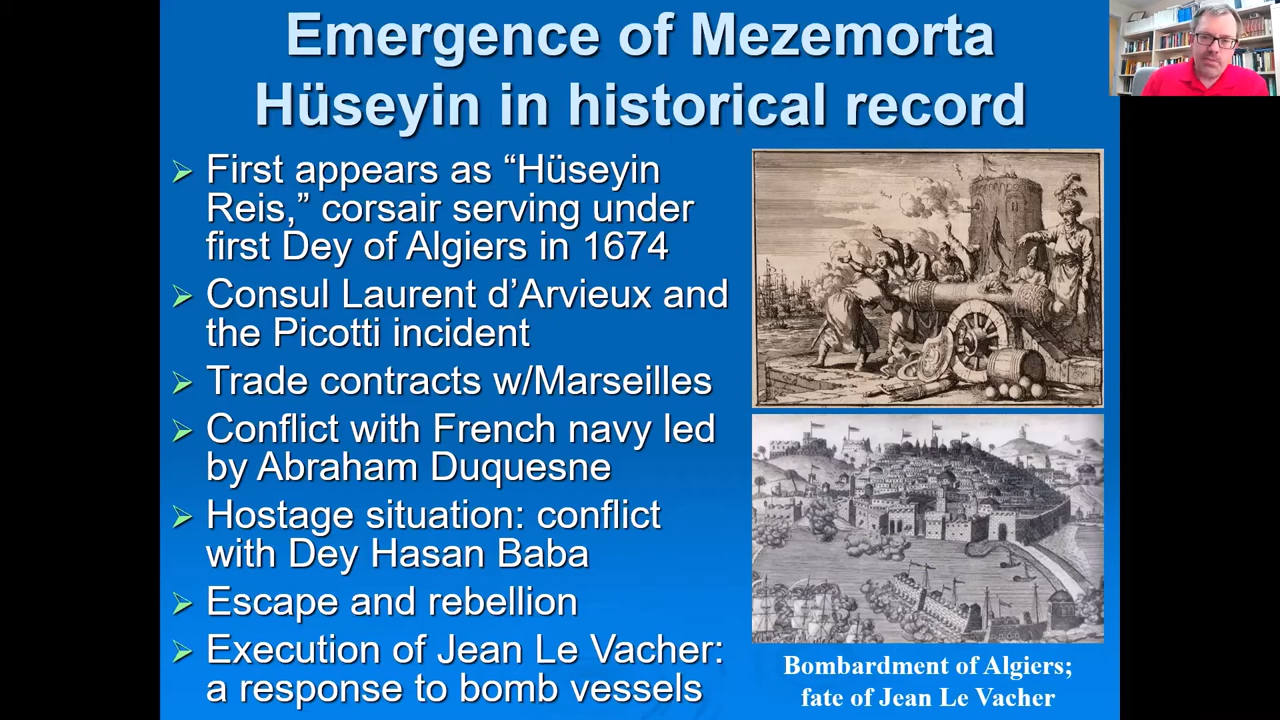 Emergence of Mezemorta
Hüseyin in historical record
First appears as “Hüseyin
Reis,” corsair serving under
first Dey of Algiers in 1674
Consul Laurent d’Arvieux and
the Picotti incident
Trade contracts w/Marseilles
Conflict with French navy led
by Abraham Duquesne
Hostage situation: conflict
with Dey Hasan Baba
Escape and rebellion
Execution of Jean Le Vacher:
a response to bomb vessels
Bombardment of Algiers;
fate of Jean Le Vacher